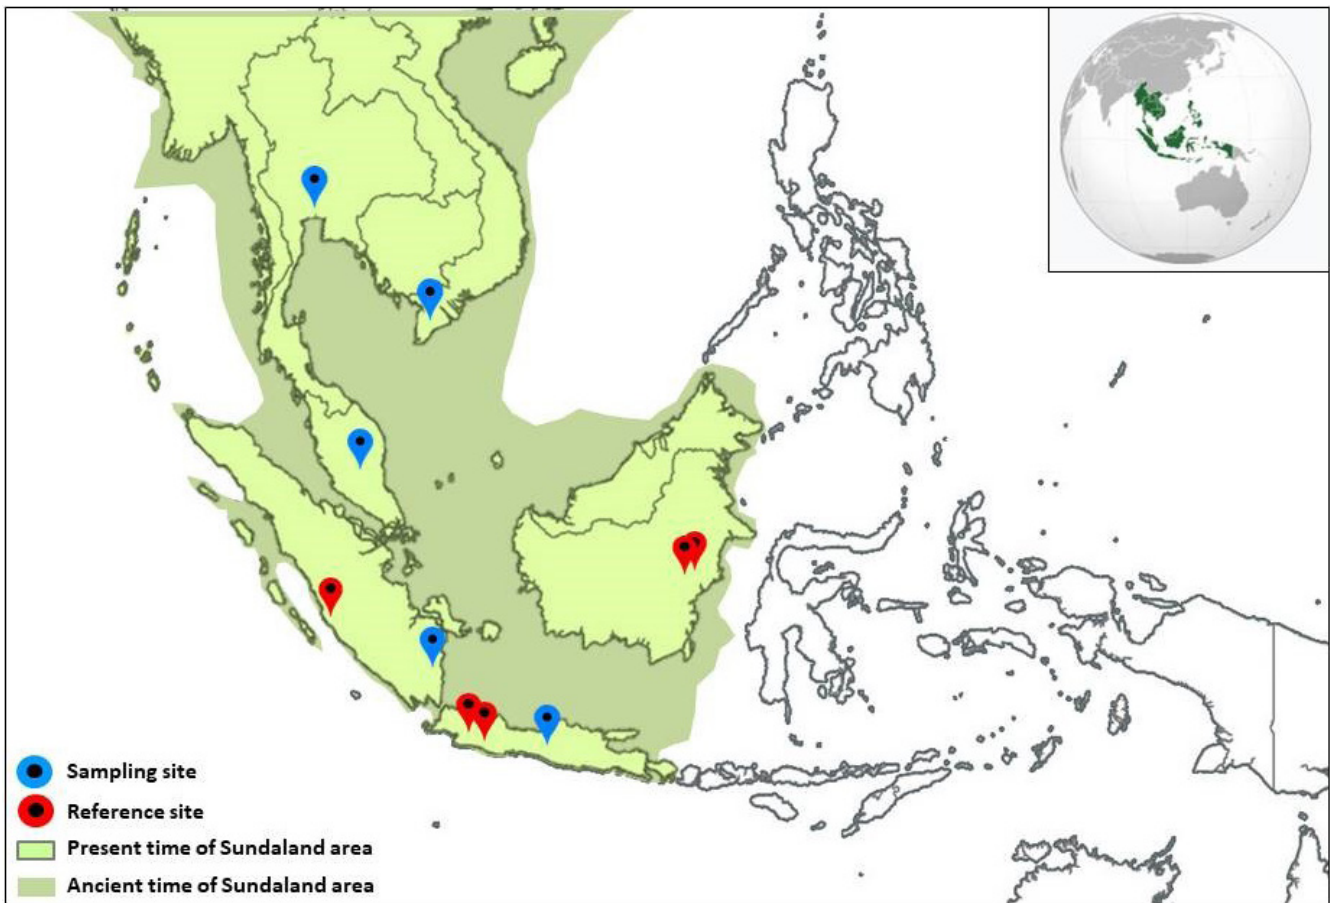 Sampling site
Reference site
Present time of Sundaland area
Ancient time of Sundaland area